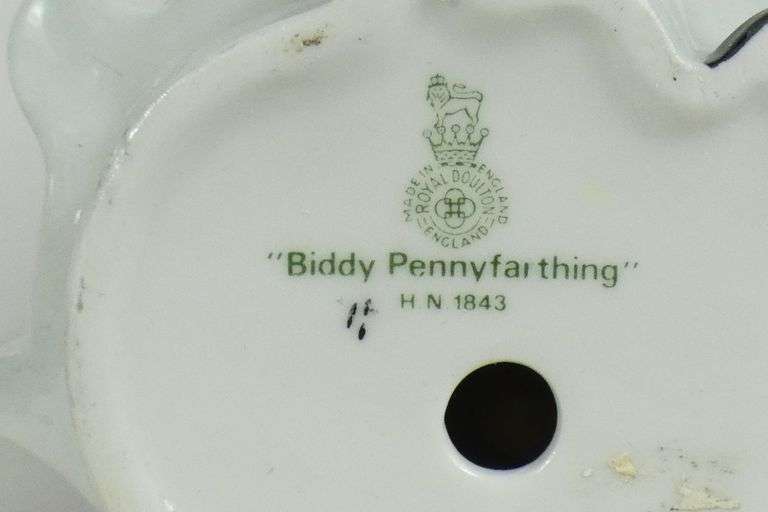 MADE IN ENGLAND
ROYAL DOULTON
ENGLAND
"Biddy Pennyfarthing"
H N 1843